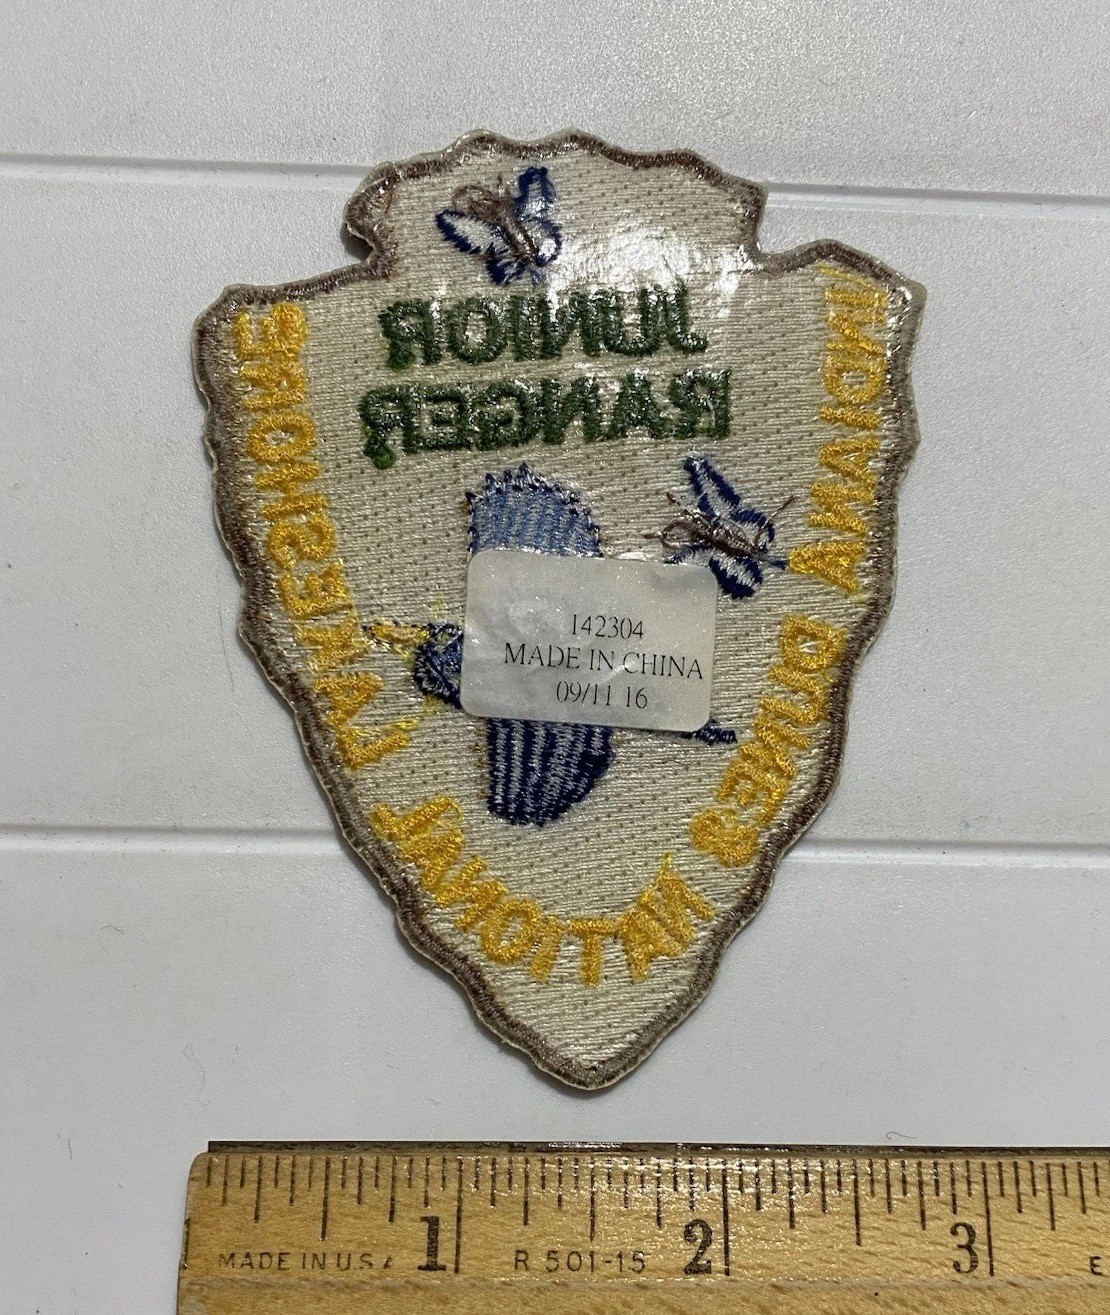 JUNIOR
RANGER
INDIANA DUNES NATIONAL LAKESHORE
142304
MADE IN CHINA
09/11 16
1 2 3
MADE IN U.S.A
R 501-15
E